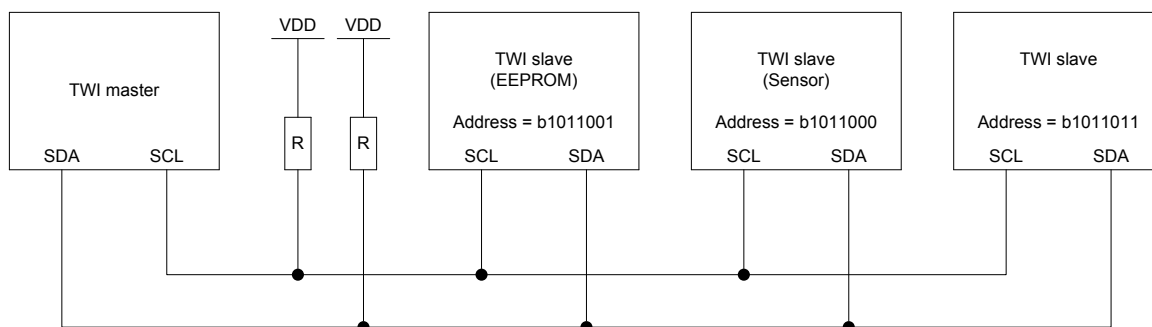 TWI master
SDA SCL
VDD VDD
R R
TWI slave
(EEPROM)
Address = b1011001
SCL SDA
TWI slave
(Sensor)
Address = b1011000
SCL SDA
TWI slave
Address = b1011011
SCL SDA